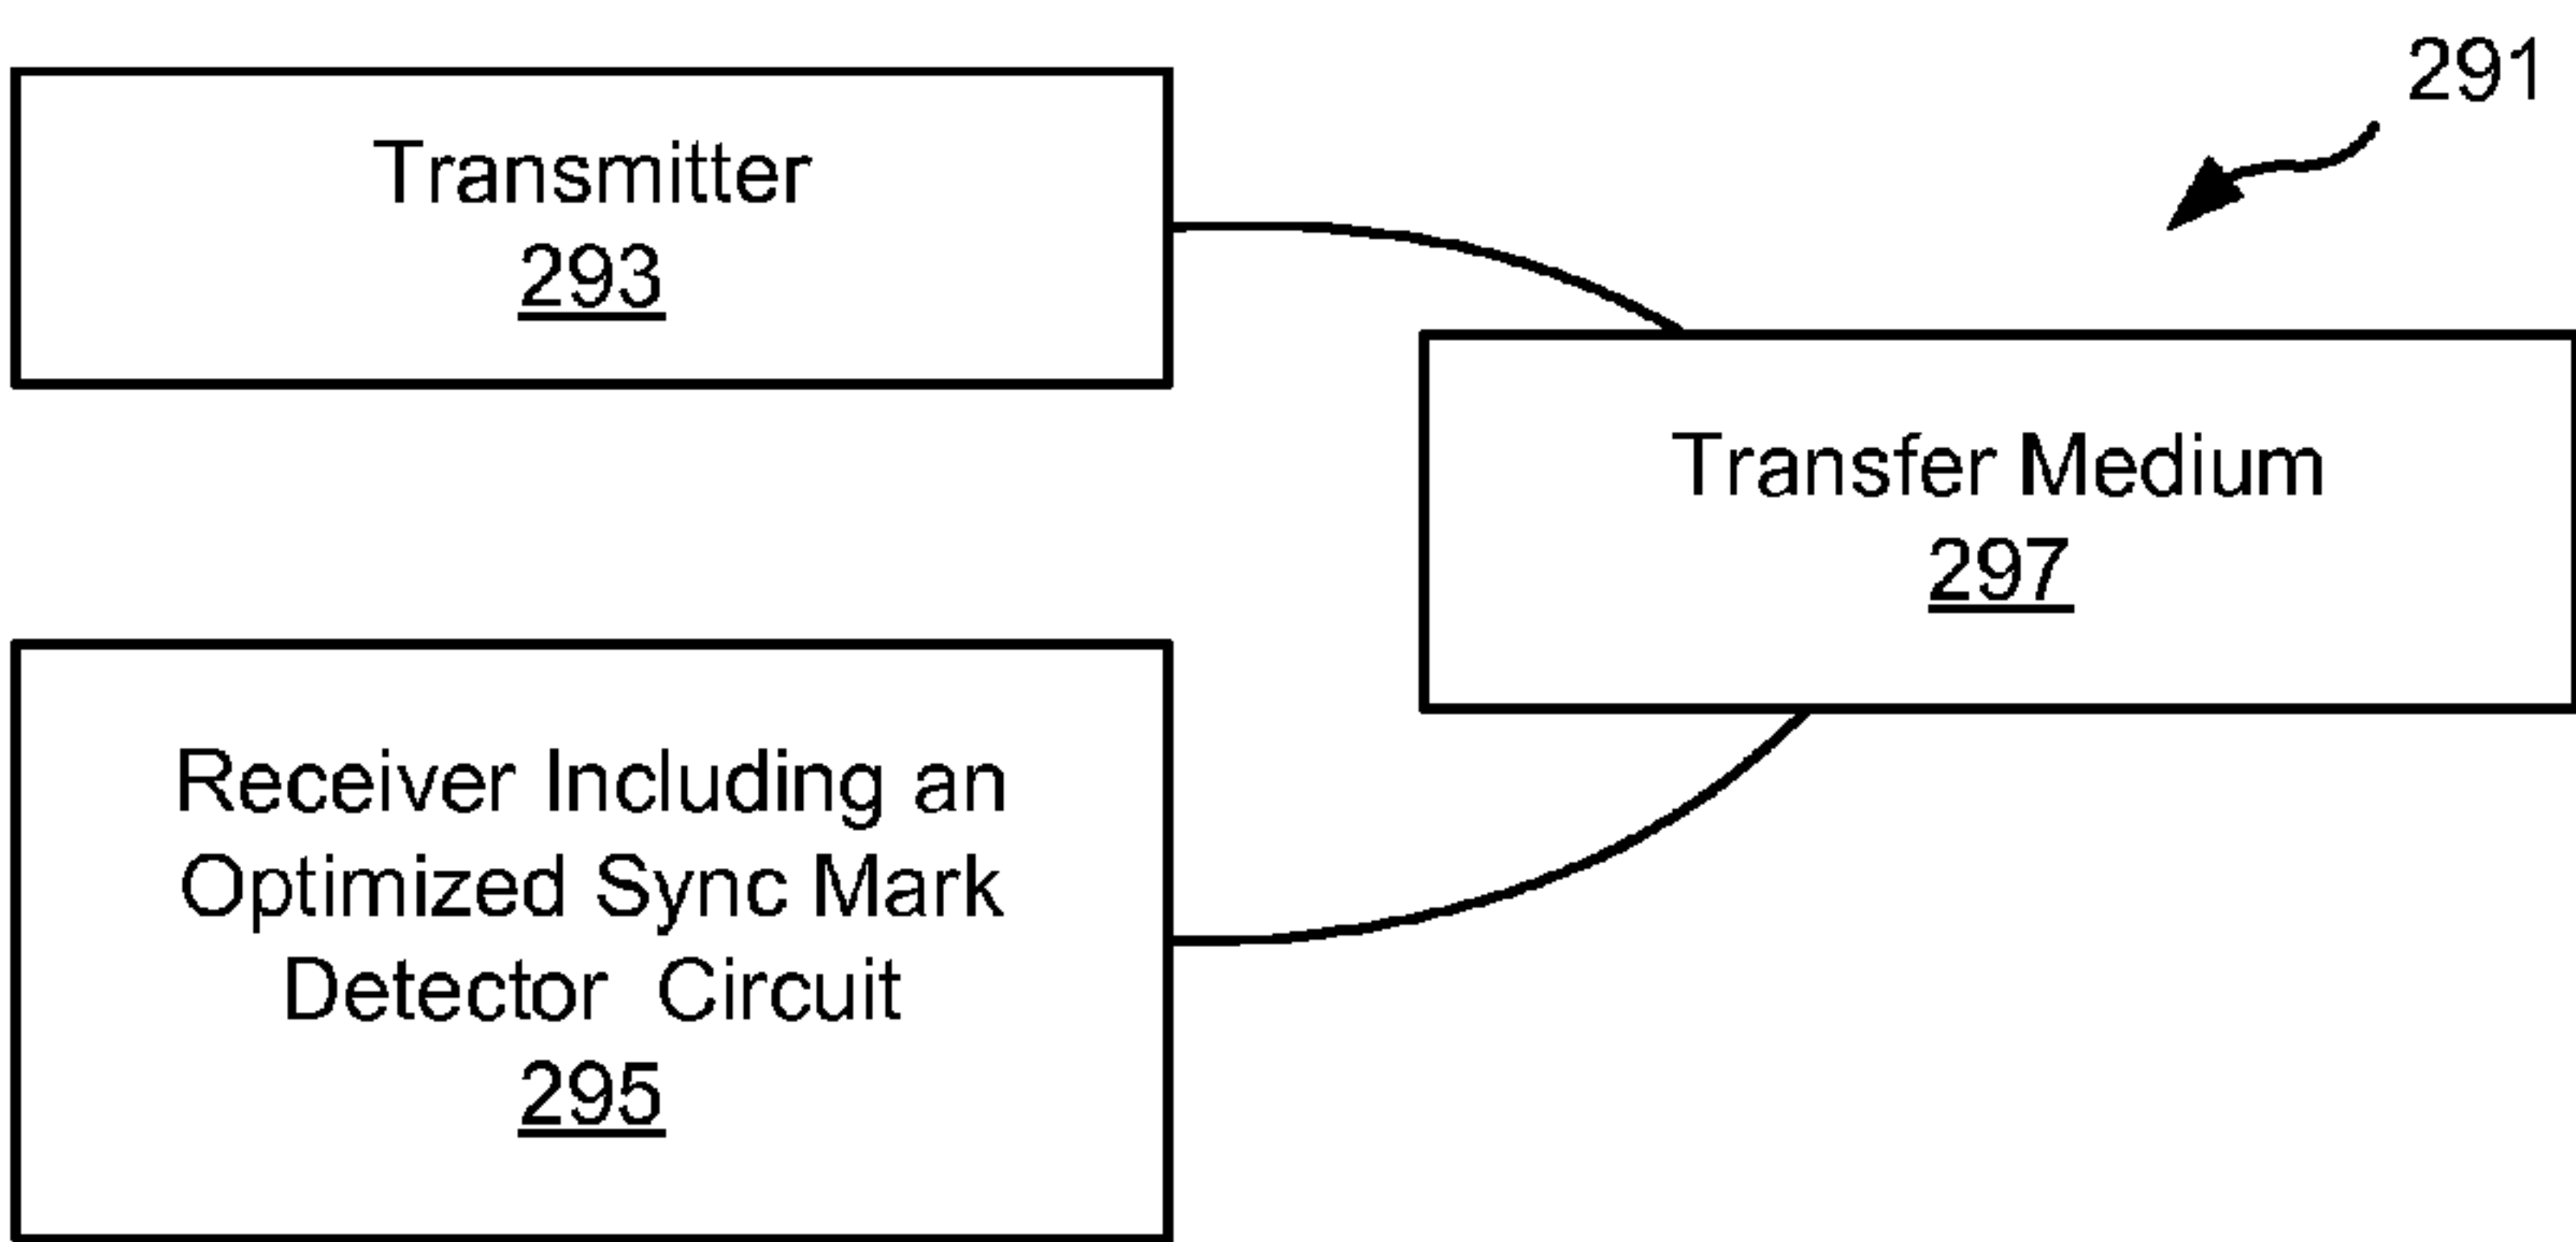 291
Transmitter
293
Transfer Medium
297
Receiver Including an
Optimized Sync Mark
Detector Circuit
295